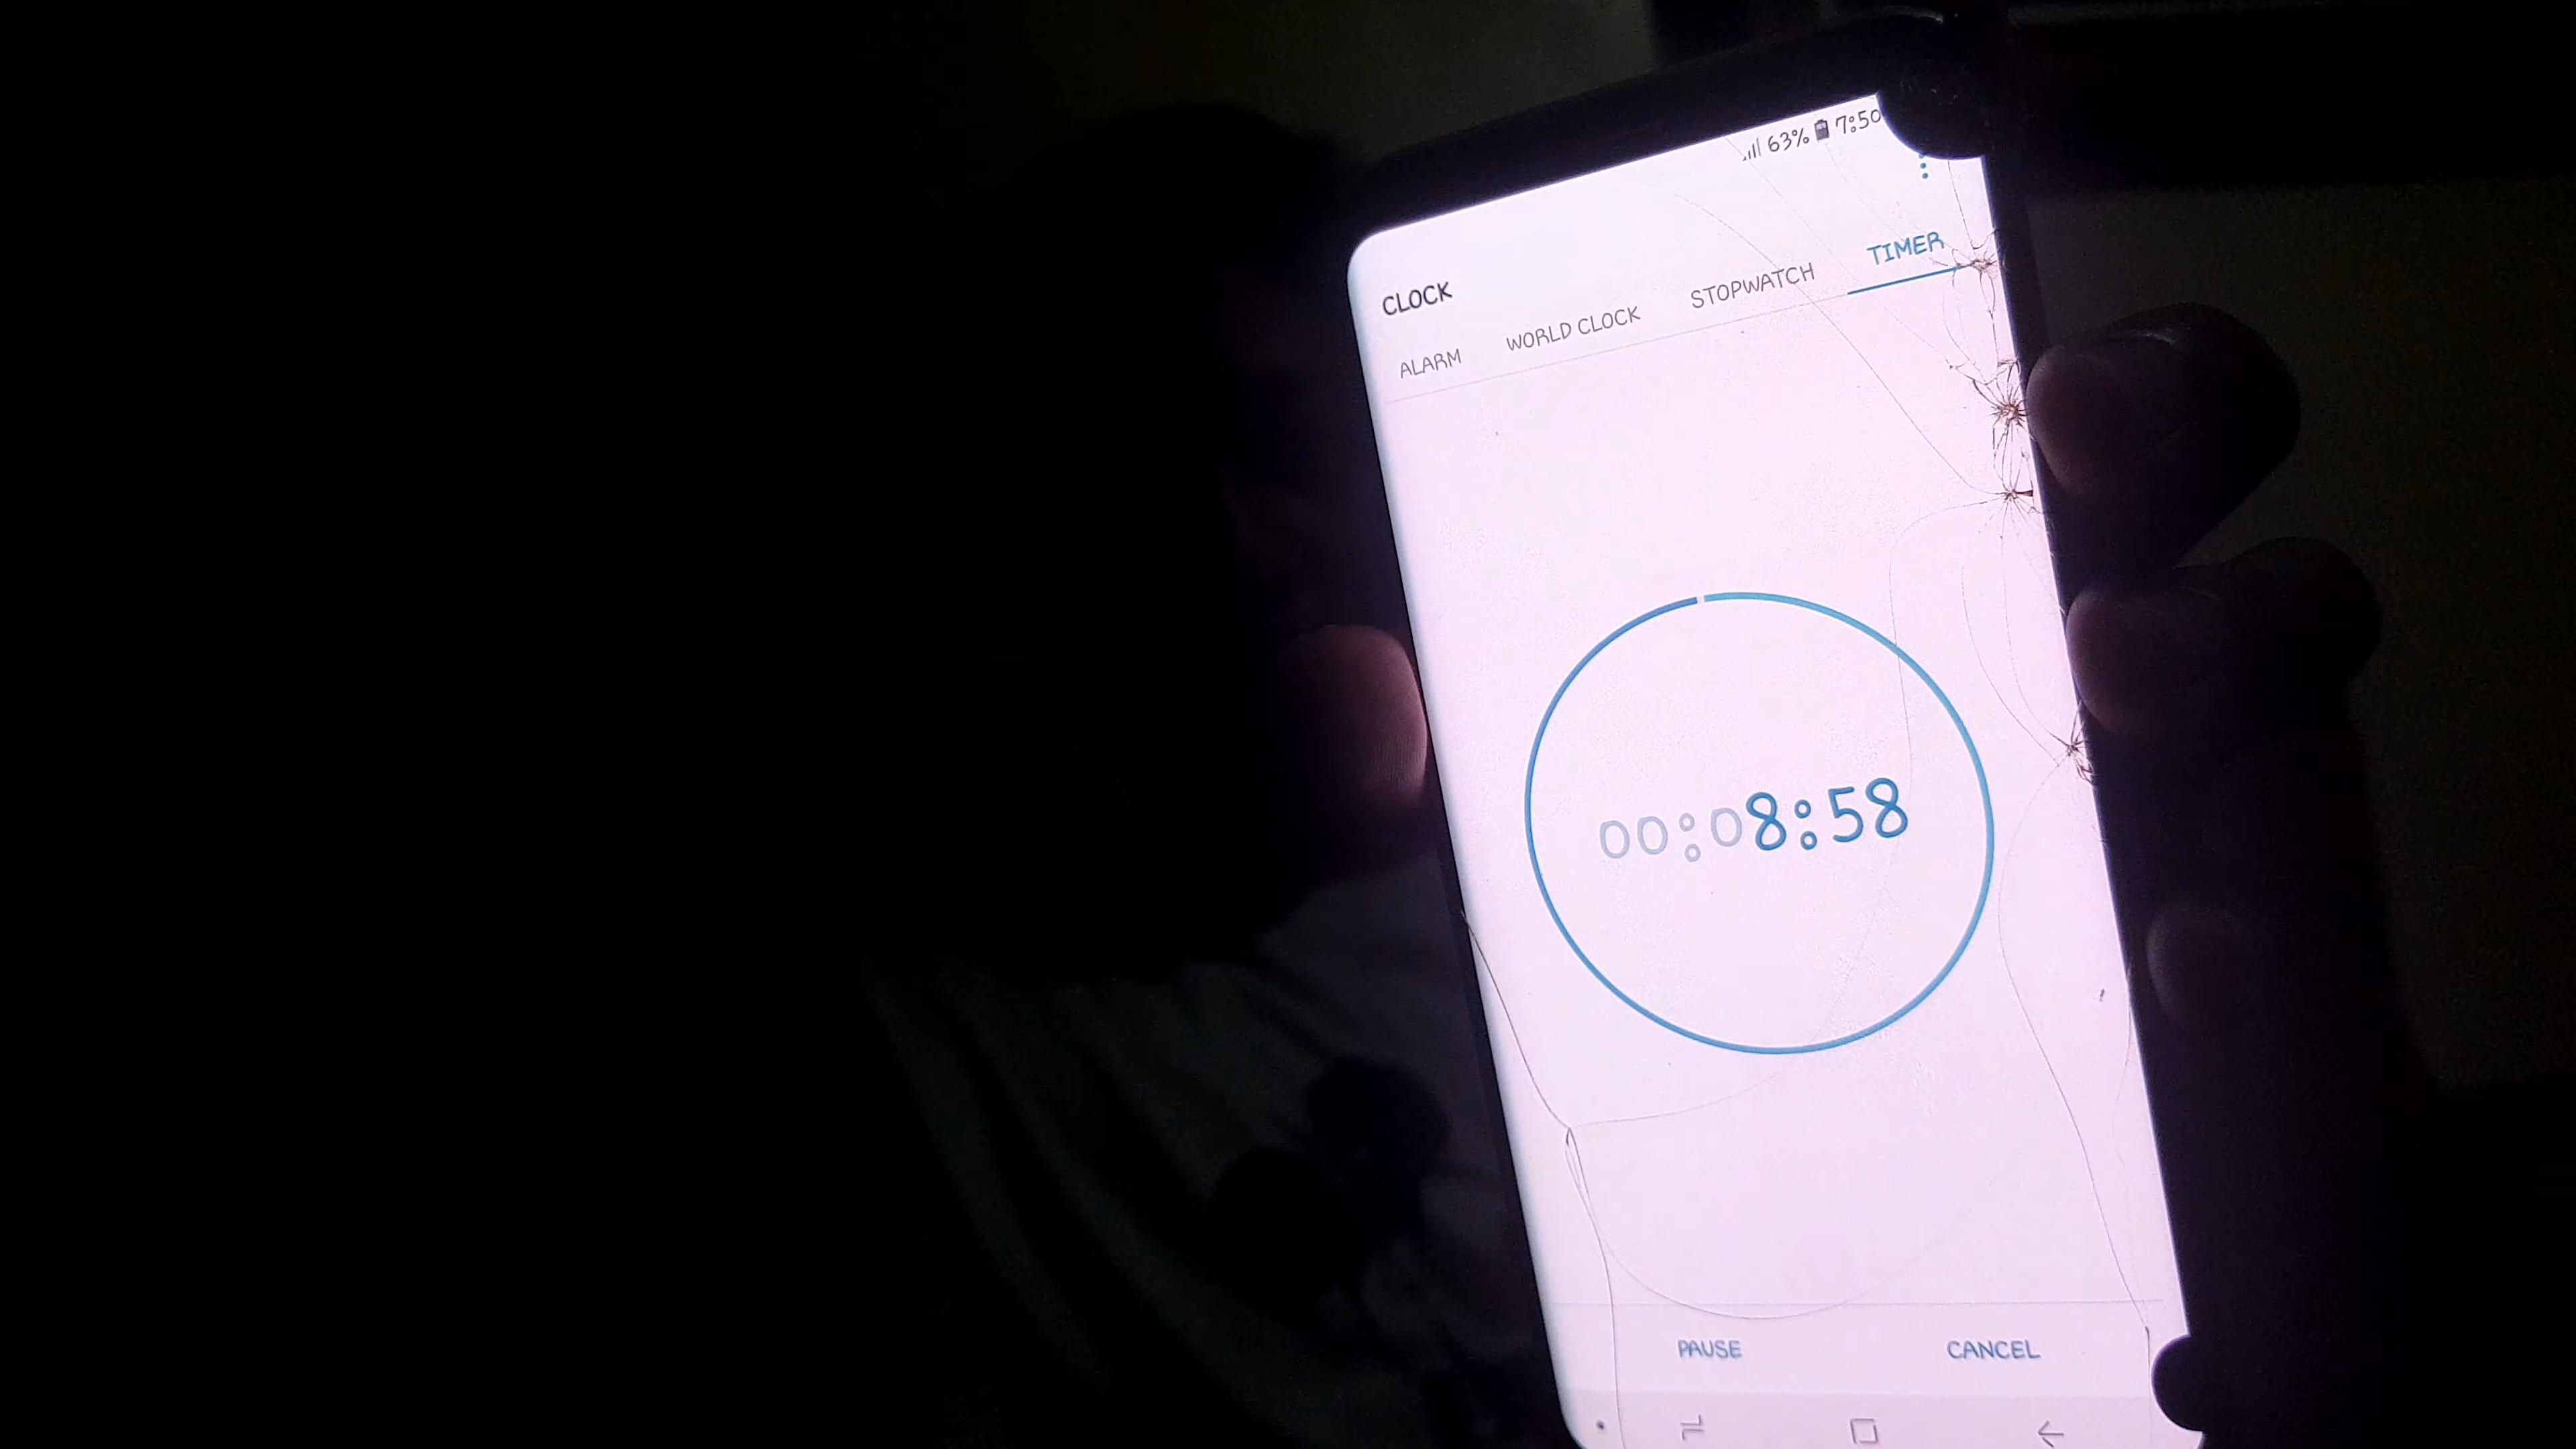 63% 7:50
CLOCK
ALARM WORLD CLOCK STOPWATCH TIMER
00:08:58
PAUSE CANCEL